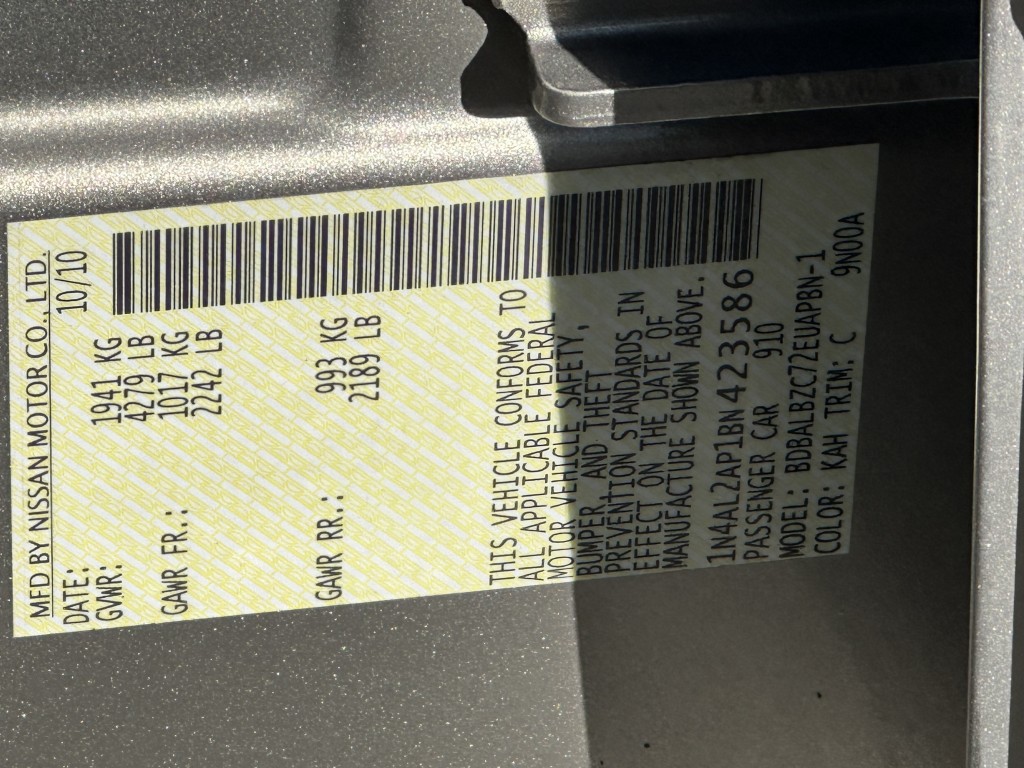 MFD BY NISSAN MOTOR CO., LTD.
DATE: 10/10
GVWR: 1941 KG
4279 LB
GAWR FR.: 1017 KG
2242 LB
GAWR RR.: 993 KG
2189 LB
THIS VEHICLE CONFORMS TO
ALL APPLICABLE FEDERAL
MOTOR VEHICLE SAFETY,
BUMPER, AND THEFT
PREVENTION STANDARDS IN
EFFECT ON THE DATE OF
MANUFACTURE SHOWN ABOVE.
1N4AL2AP1BN423586
PASSENGER CAR 910
MODEL: BDBALBZC72EUAPBN-1
COLOR: KAH TRIM: C 9N00A